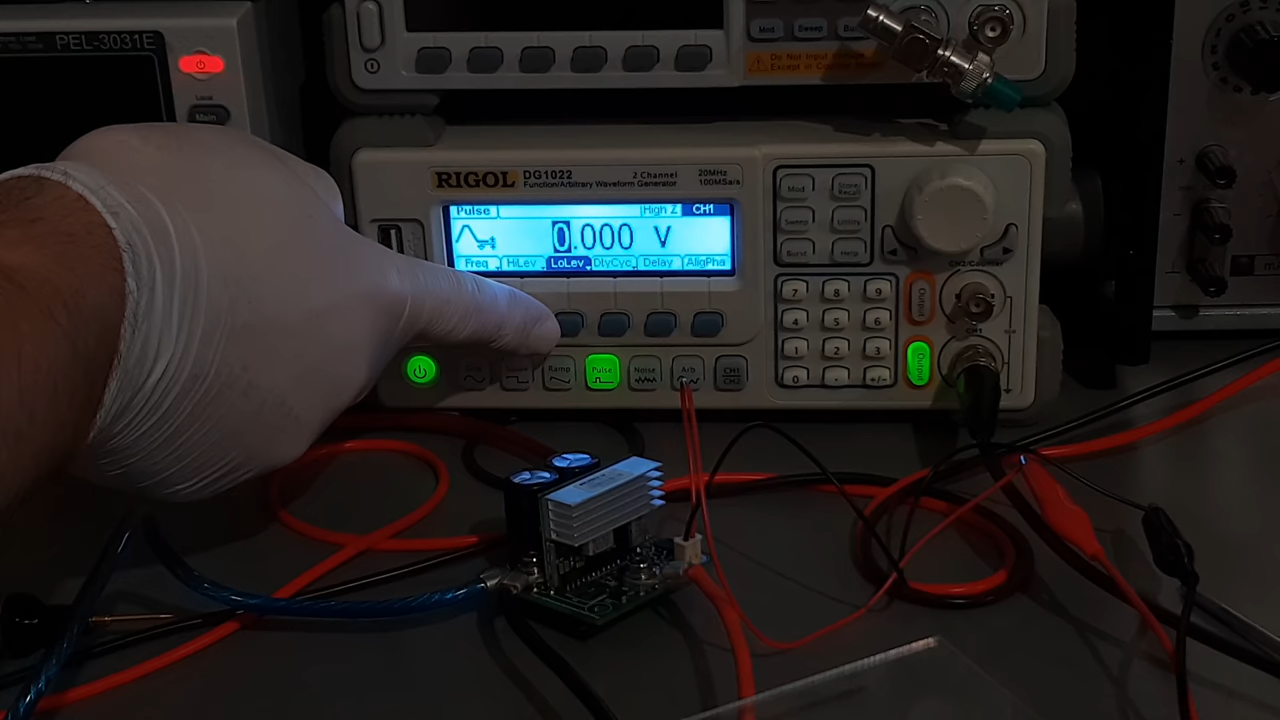 PEL-3031E
Local
Main
Mod
Sweep
Do Not Input Voltage
Except in Counter
RIGOL DG1022 2 Channel 20MHz
Function/Arbitrary Waveform Generator 100MSa/s
Pulse High Z CH1
0.000 V
Freq HiLev LoLev DtyCyc Delay AligPha
Mod Store Recall
Sweep Utility
Burst Help
CH2/Counter
7 8 9
4 5 6
1 2 3
0 . +/-
Output
Output
CH1
Ramp Pulse Noise Arb CH1 CH2